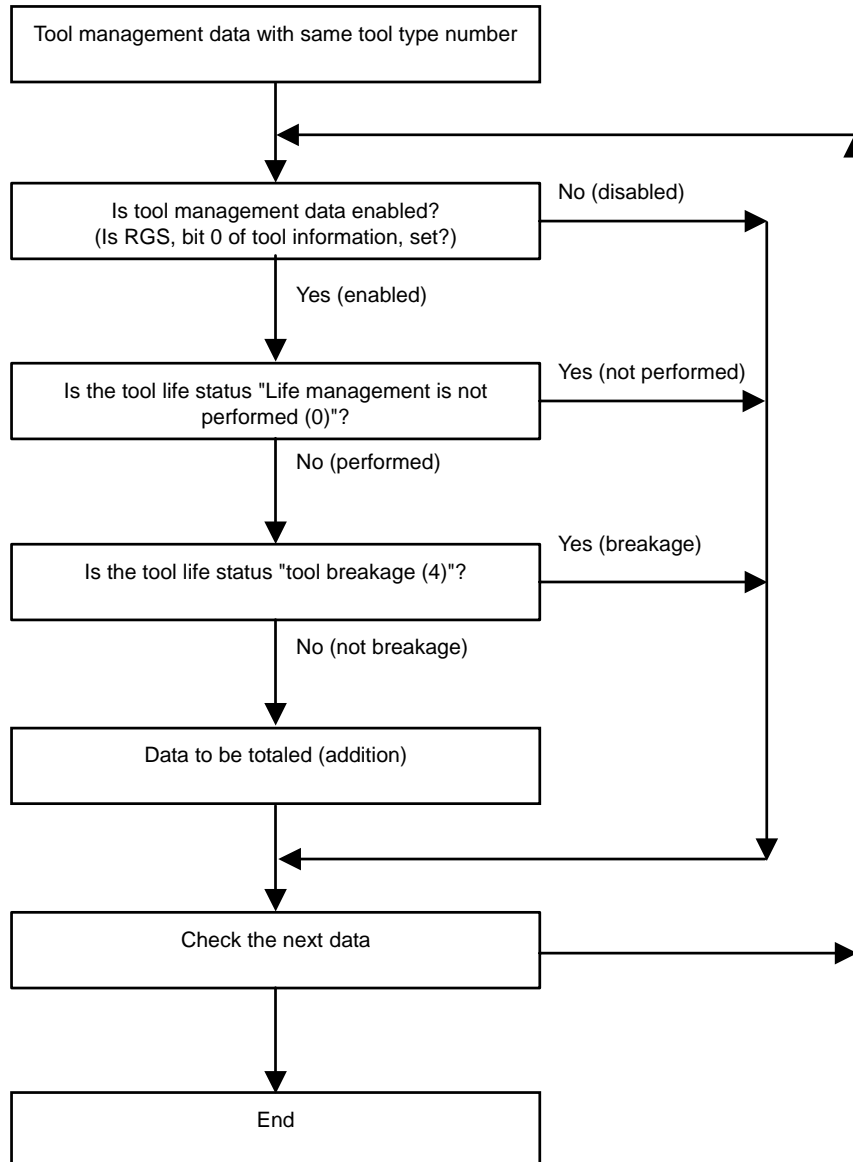 Tool management data with same tool type number
Is tool management data enabled?
(Is RGS, bit 0 of tool information, set?)
No (disabled)
Yes (enabled)
Is the tool life status "Life management is not
performed (0)"?
Yes (not performed)
No (performed)
Is the tool life status "tool breakage (4)"?
Yes (breakage)
No (not breakage)
Data to be totaled (addition)
Check the next data
End